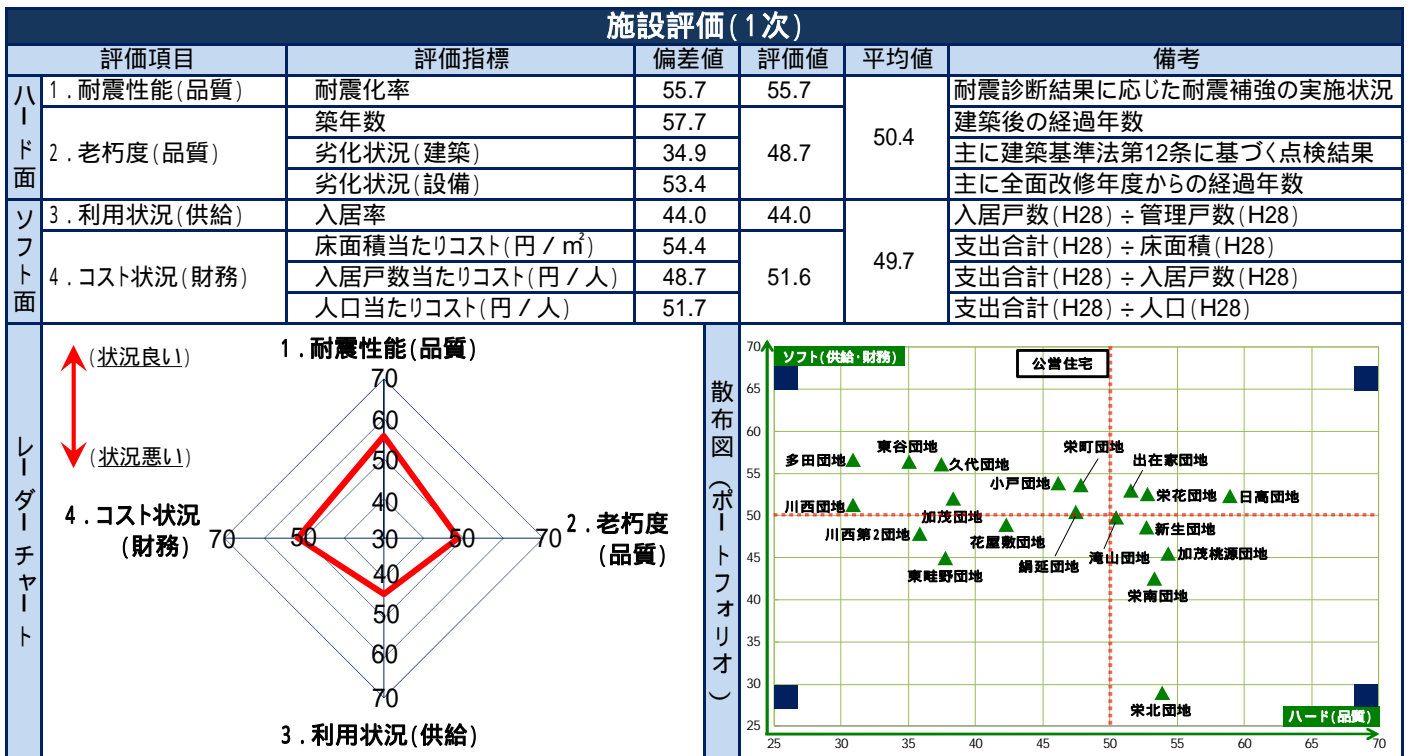 施設評価(1次)
評価項目 評価指標 偏差値 評価値 平均値 備考
ハード面
1.耐震性能(品質) 耐震化率 55.7 55.7 50.4 耐震診断結果に応じた耐震補強の実施状況
2.老朽度(品質) 築年数 57.7 48.7 建築後の経過年数
劣化状況(建築) 34.9 主に建築基準法第12条に基づく点検結果
劣化状況(設備) 53.4 主に全面改修年度からの経過年数
ソフト面
3.利用状況(供給) 入居率 44.0 44.0 49.7 入居戸数(H28)÷管理戸数(H28)
4.コスト状況(財務) 床面積当たりコスト(円/㎡) 54.4 51.6 支出合計(H28)÷床面積(H28)
入居戸数当たりコスト(円/人) 48.7 支出合計(H28)÷入居戸数(H28)
人口当たりコスト(円/人) 51.7 支出合計(H28)÷人口(H28)
レーダーチャート
(状況良い)
(状況悪い)
1.耐震性能(品質)
70
60
50
40
4.コスト状況
(財務)
70 50 30 50 70
2.老朽度
(品質)
40
50
60
70
3.利用状況(供給)
散布図(ポートフォリオ)
ソフト(供給・財務)
公営住宅
70
65
60
55
50
45
40
35
30
25
多田団地
東谷団地
久代団地
小戸団地
栄町団地
出在家団地
栄花団地
日高団地
川西団地
加茂団地
川西第2団地
花屋敷団地
絹延団地
滝山団地
新生団地
加茂桃源団地
東畦野団地
栄南団地
栄北団地
ハード(品質)
25 30 35 40 45 50 55 60 65 70